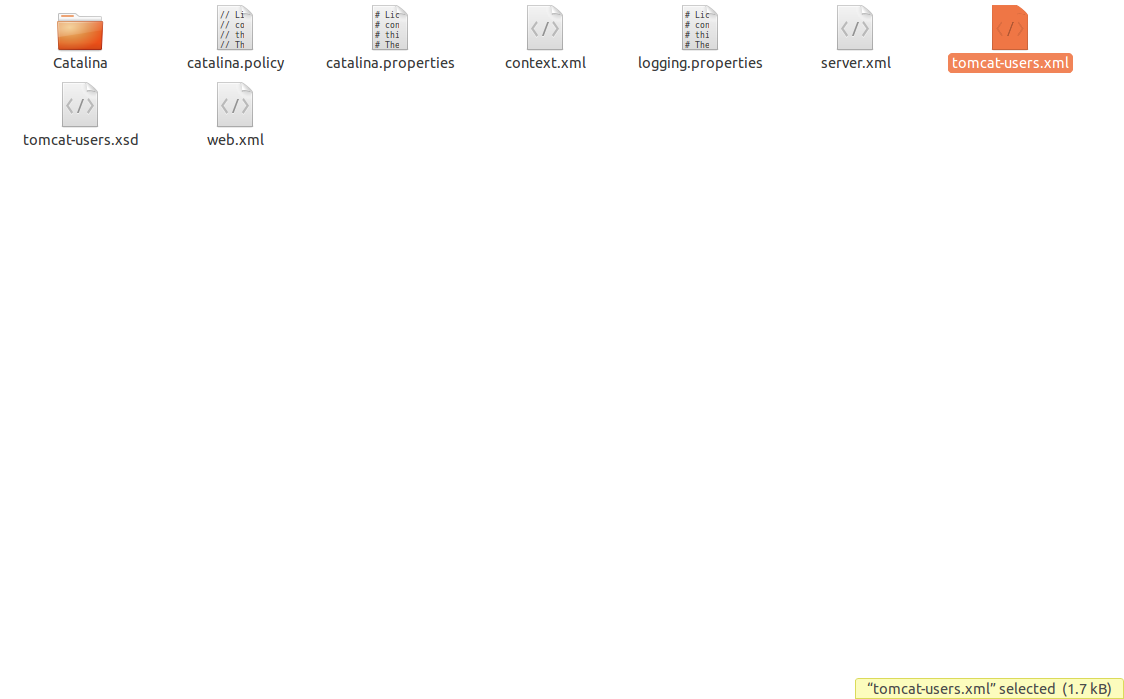 Catalina
catalina.policy
catalina.properties
context.xml
logging.properties
server.xml
tomcat-users.xml
tomcat-users.xsd
web.xml
// Li
// co
// th
// Th
# Lic
# con
# thi
# The
# Lic
# con
# thi
# The
</>
</>
</>
</>
</>
“tomcat-users.xml” selected (1.7 kB)